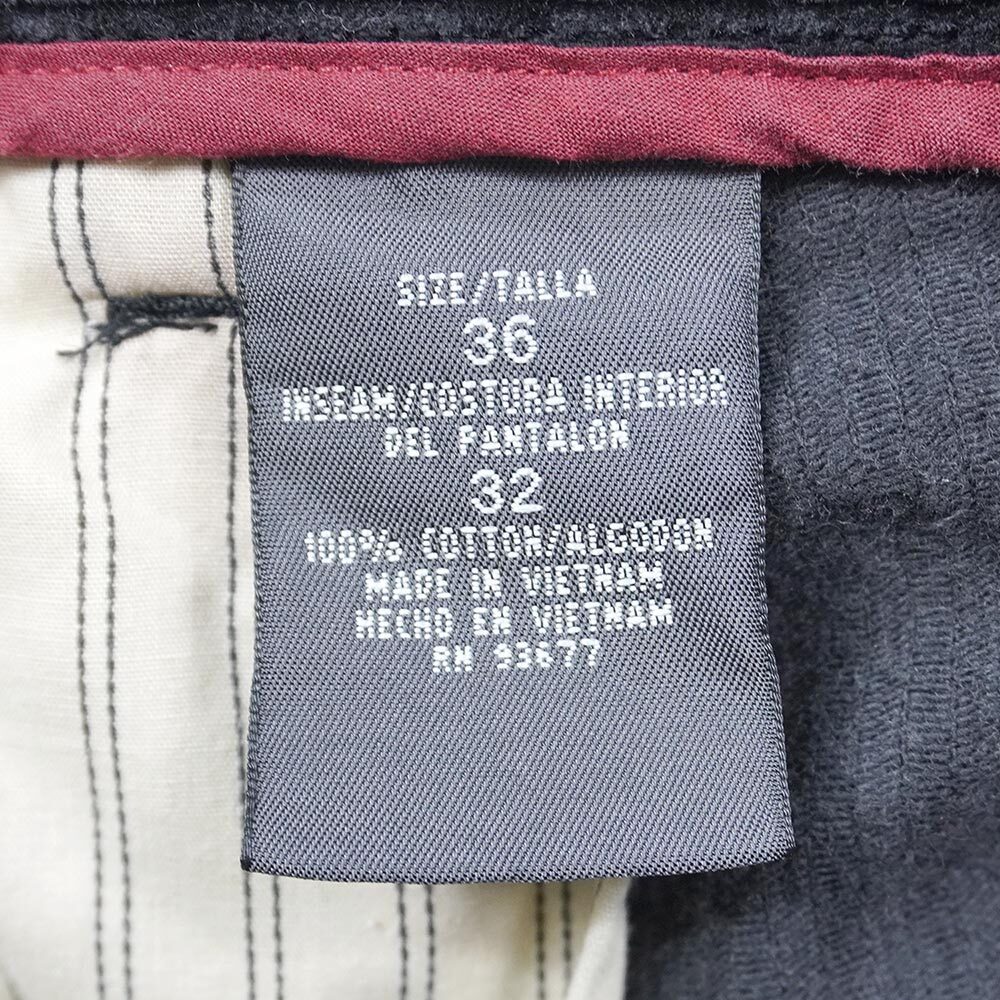 SIZE/TALLA
36
INSEAM/COSTURA INTERIOR
DEL PANTALON
32
100% COTTON/ALGODON
MADE IN VIETNAM
HECHO EN VIETNAM
RN 93677